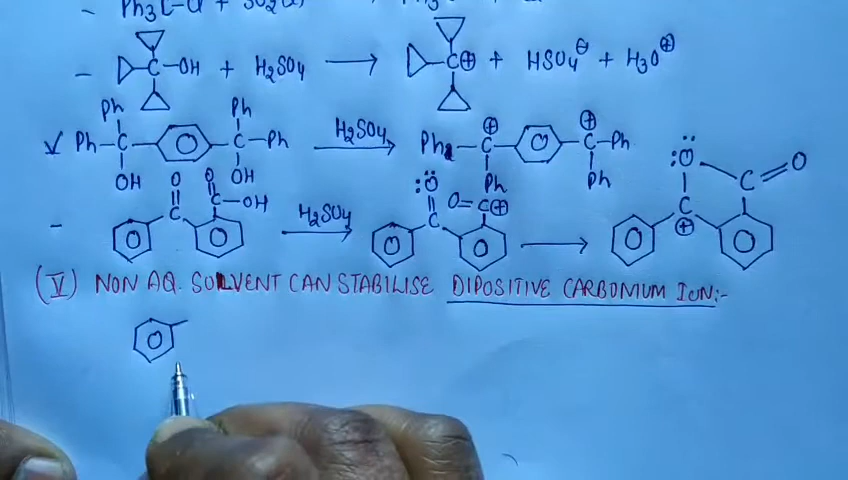 - Ph₃C-Cl + SO₂(l)
- C-OH + H₂SO₄ ⟶ C⊕ + HSO₄⊖ + H₃O⊕
Ph Ph ⊕ ⊕ :Ö
√ Ph-C C-Ph H₂SO₄⟶ Ph-C C-Ph C=O
OH OH Ph Ph
O O :Ö O=C⊕
- C C-OH H₂SO₄⟶ C ⟶ C⊕
(V) NON AQ. SOLVENT CAN STABILISE DIPOSITIVE CARBONIUM ION:-